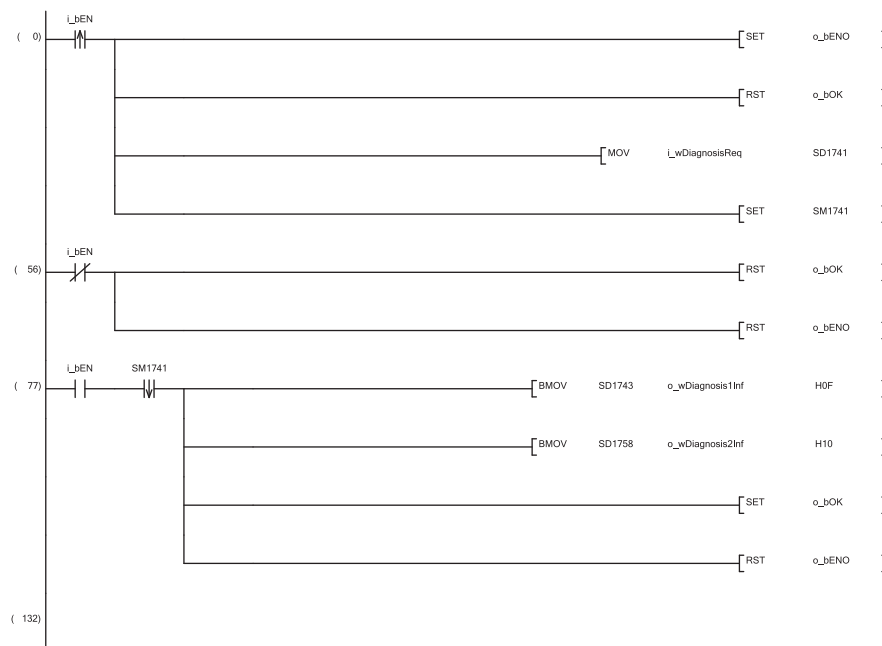 i_bEN
( 0) SET o_bENO
RST o_bOK
MOV i_wDiagnosisReq SD1741
SET SM1741
i_bEN
( 56) RST o_bOK
RST o_bENO
i_bEN SM1741
( 77) BMOV SD1743 o_wDiagnosis1Inf H0F
BMOV SD1758 o_wDiagnosis2Inf H10
SET o_bOK
RST o_bENO
( 132)